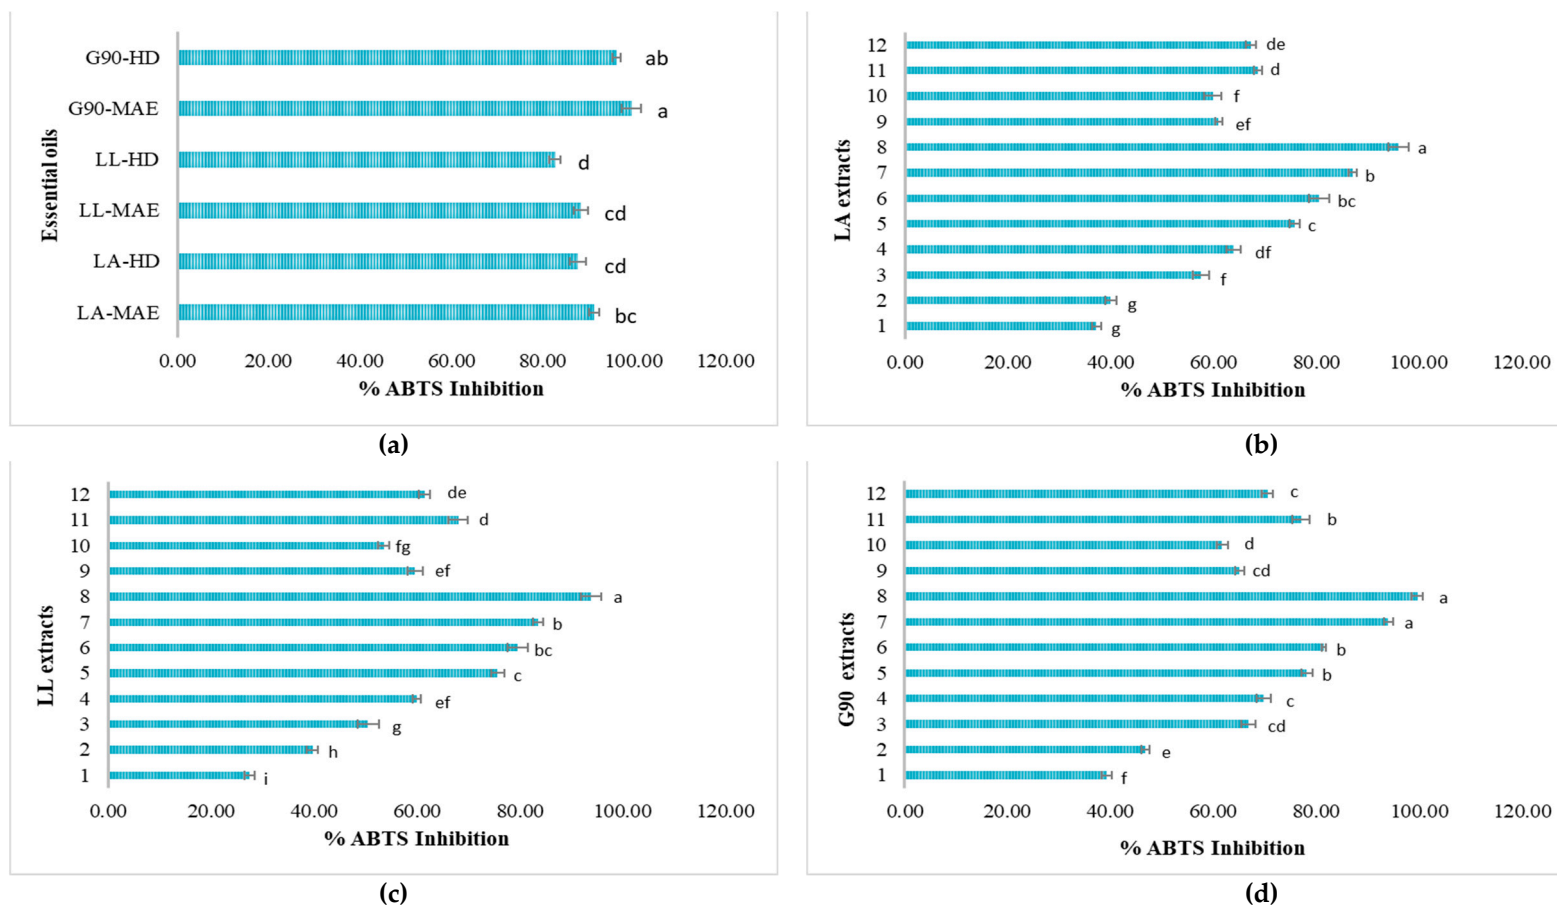 Essential oils
G90-HD ab
G90-MAE a
LL-HD d
LL-MAE cd
LA-HD cd
LA-MAE bc
0.00 20.00 40.00 60.00 80.00 100.00 120.00
% ABTS Inhibition
(a)
LA extracts
12 de
11 d
10 f
9 ef
8 a
7 b
6 bc
5 c
4 df
3 f
2 g
1 g
0.00 20.00 40.00 60.00 80.00 100.00 120.00
% ABTS Inhibition
(b)
LL extracts
12 de
11 d
10 fg
9 ef
8 a
7 b
6 bc
5 c
4 ef
3 g
2 h
1 i
0.00 20.00 40.00 60.00 80.00 100.00 120.00
% ABTS Inhibition
(c)
G90 extracts
12 c
11 b
10 d
9 cd
8 a
7 a
6 b
5 b
4 c
3 cd
2 e
1 f
0.00 20.00 40.00 60.00 80.00 100.00 120.00
% ABTS Inhibition
(d)